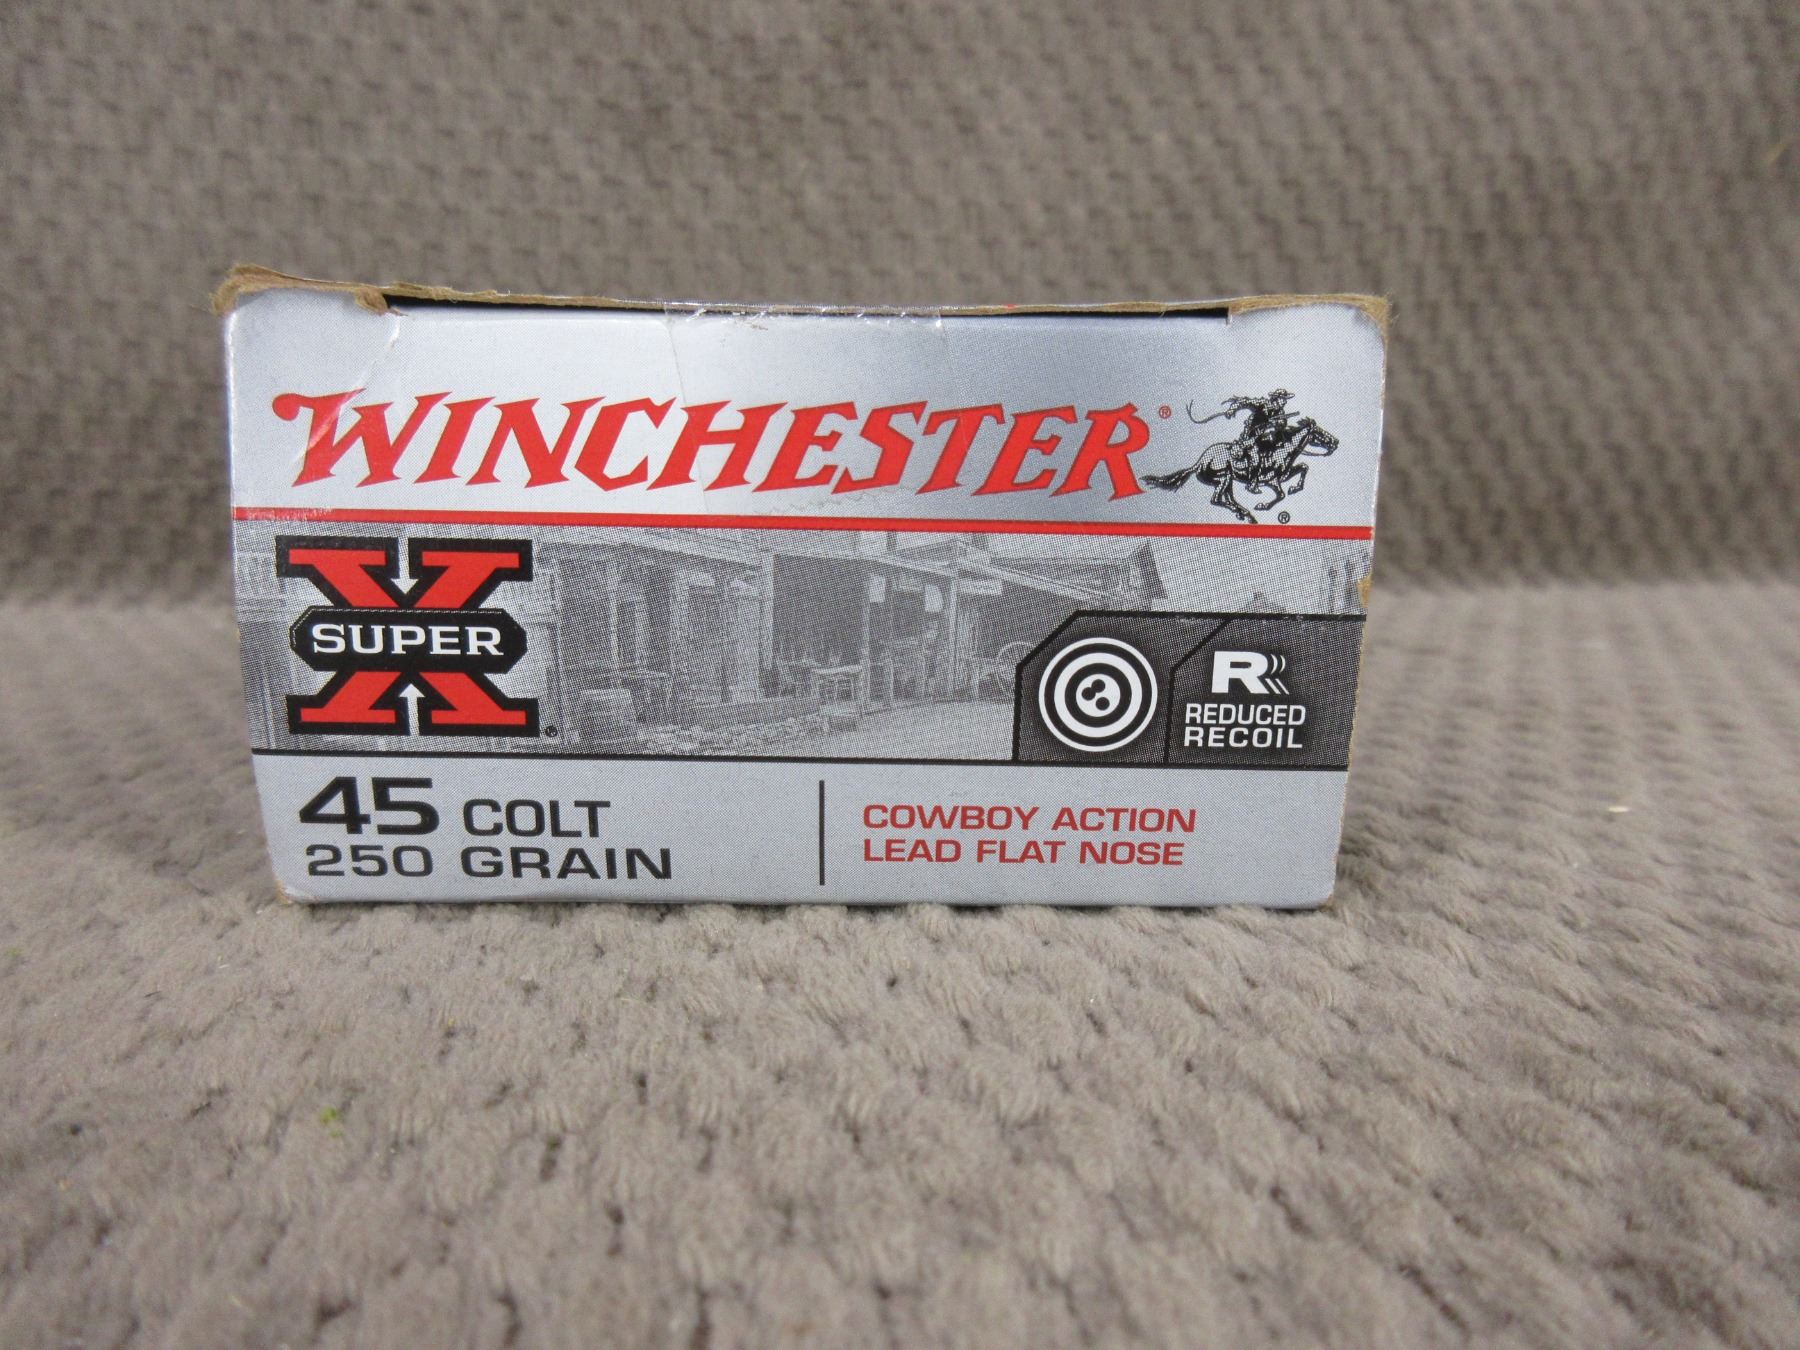 WINCHESTER®
®
SUPER X®
R
REDUCED
RECOIL
45 COLT
250 GRAIN
COWBOY ACTION
LEAD FLAT NOSE